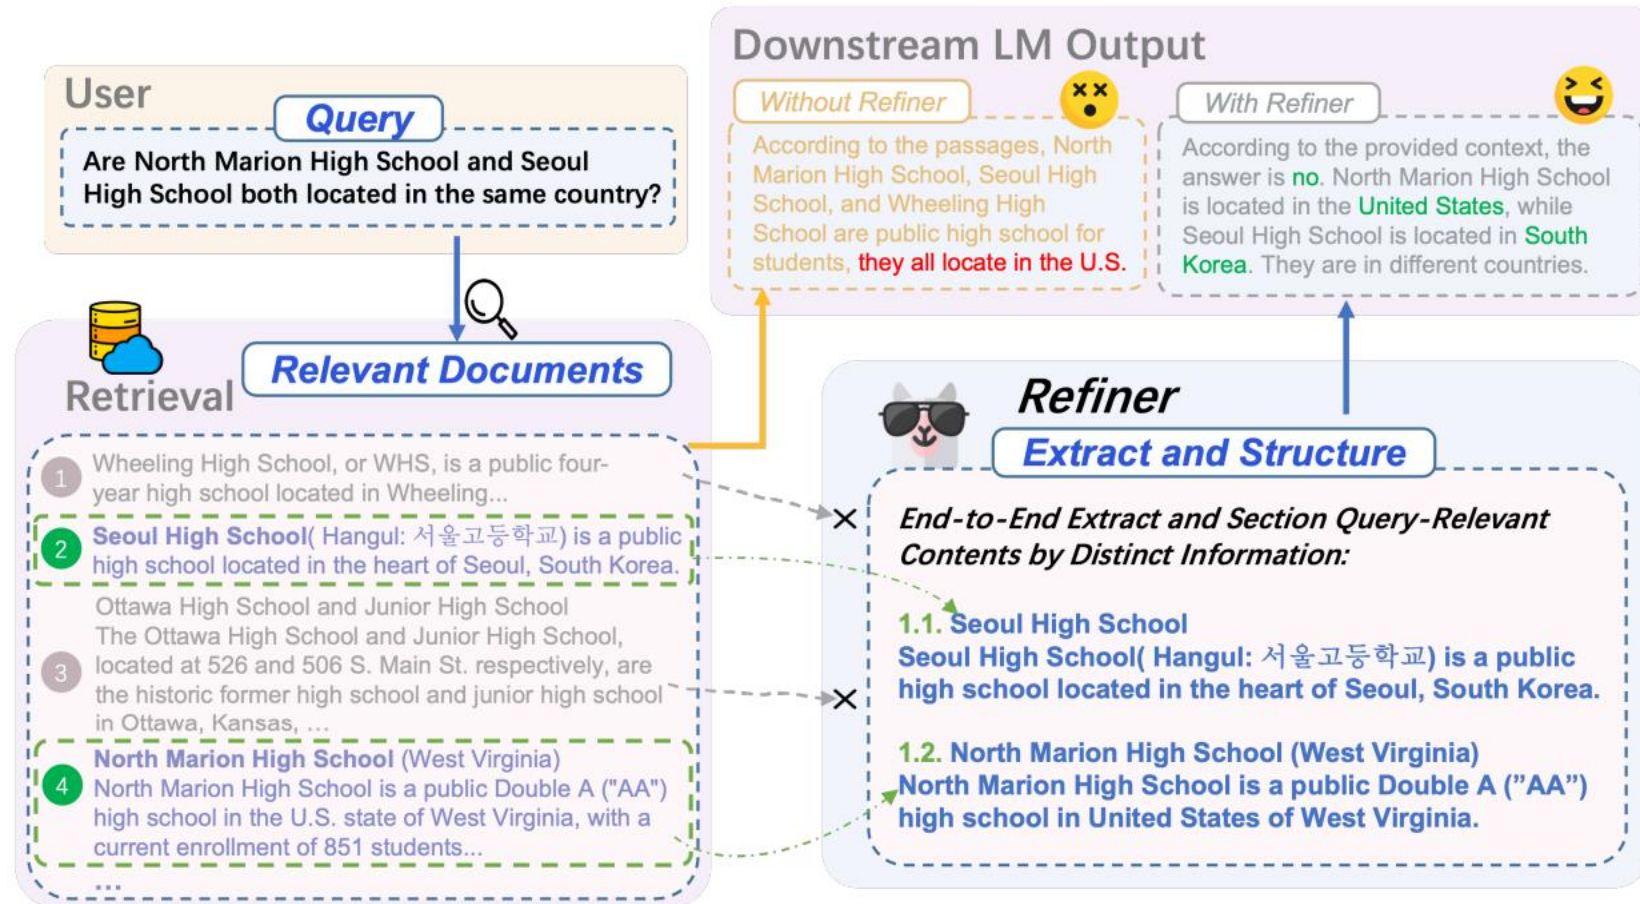 User
Query
Are North Marion High School and Seoul
High School both located in the same country?
Downstream LM Output
Without Refiner
According to the passages, North
Marion High School, Seoul High
School, and Wheeling High
School are public high school for
students, they all locate in the U.S.
With Refiner
According to the provided context, the
answer is no. North Marion High School
is located in the United States, while
Seoul High School is located in South
Korea. They are in different countries.
Retrieval
Relevant Documents
1
Wheeling High School, or WHS, is a public four-
year high school located in Wheeling...
2
Seoul High School( Hangul: 서울고등학교) is a public
high school located in the heart of Seoul, South Korea.
3
Ottawa High School and Junior High School
The Ottawa High School and Junior High School,
located at 526 and 506 S. Main St. respectively, are
the historic former high school and junior high school
in Ottawa, Kansas, ...
4
North Marion High School (West Virginia)
North Marion High School is a public Double A ("AA")
high school in the U.S. state of West Virginia, with a
current enrollment of 851 students...
...
Refiner
Extract and Structure
End-to-End Extract and Section Query-Relevant
Contents by Distinct Information:
1.1. Seoul High School
Seoul High School( Hangul: 서울고등학교) is a public
high school located in the heart of Seoul, South Korea.
1.2. North Marion High School (West Virginia)
North Marion High School is a public Double A (”AA”)
high school in United States of West Virginia.